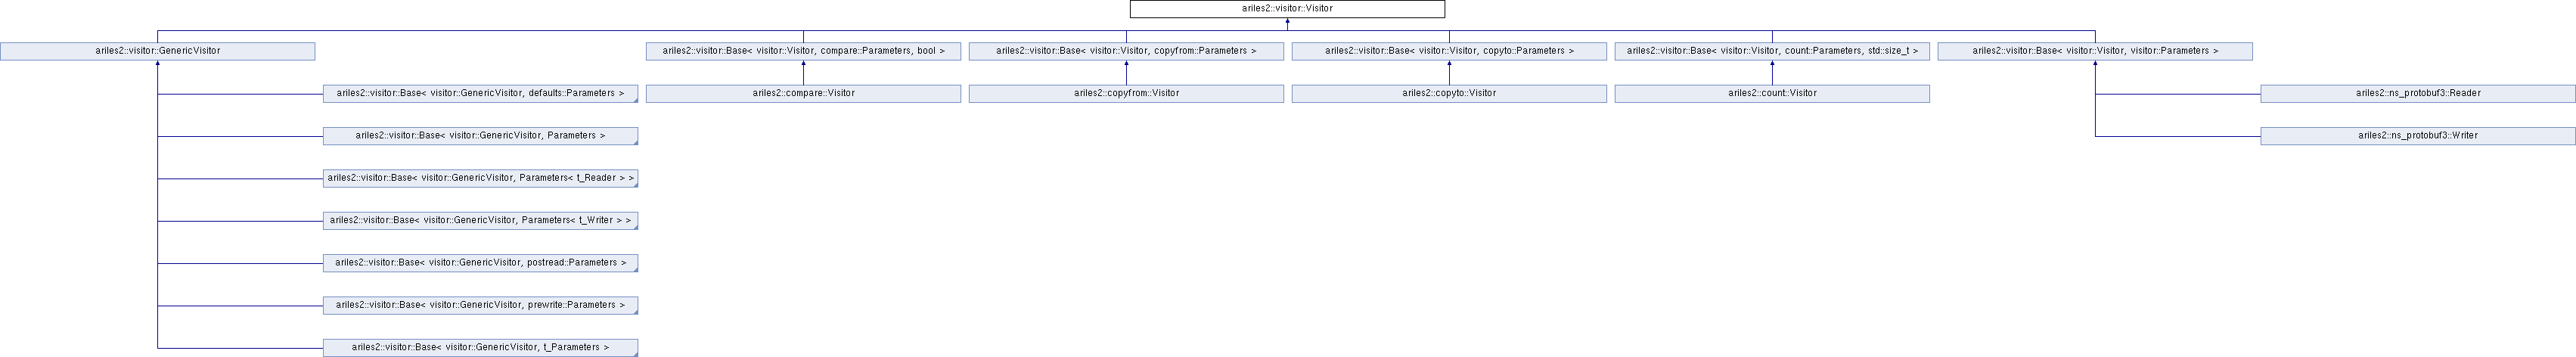 ariles2::visitor::Visitor
ariles2::visitor::GenericVisitor
ariles2::visitor::Base< visitor::Visitor, compare::Parameters, bool >
ariles2::visitor::Base< visitor::Visitor, copyfrom::Parameters >
ariles2::visitor::Base< visitor::Visitor, copyto::Parameters >
ariles2::visitor::Base< visitor::Visitor, count::Parameters, std::size_t >
ariles2::visitor::Base< visitor::Visitor, visitor::Parameters >
ariles2::visitor::Base< visitor::GenericVisitor, defaults::Parameters >
ariles2::compare::Visitor
ariles2::copyfrom::Visitor
ariles2::copyto::Visitor
ariles2::count::Visitor
ariles2::ns_protobuf3::Reader
ariles2::visitor::Base< visitor::GenericVisitor, Parameters >
ariles2::ns_protobuf3::Writer
ariles2::visitor::Base< visitor::GenericVisitor, Parameters< t_Reader > >
ariles2::visitor::Base< visitor::GenericVisitor, Parameters< t_Writer > >
ariles2::visitor::Base< visitor::GenericVisitor, postread::Parameters >
ariles2::visitor::Base< visitor::GenericVisitor, prewrite::Parameters >
ariles2::visitor::Base< visitor::GenericVisitor, t_Parameters >